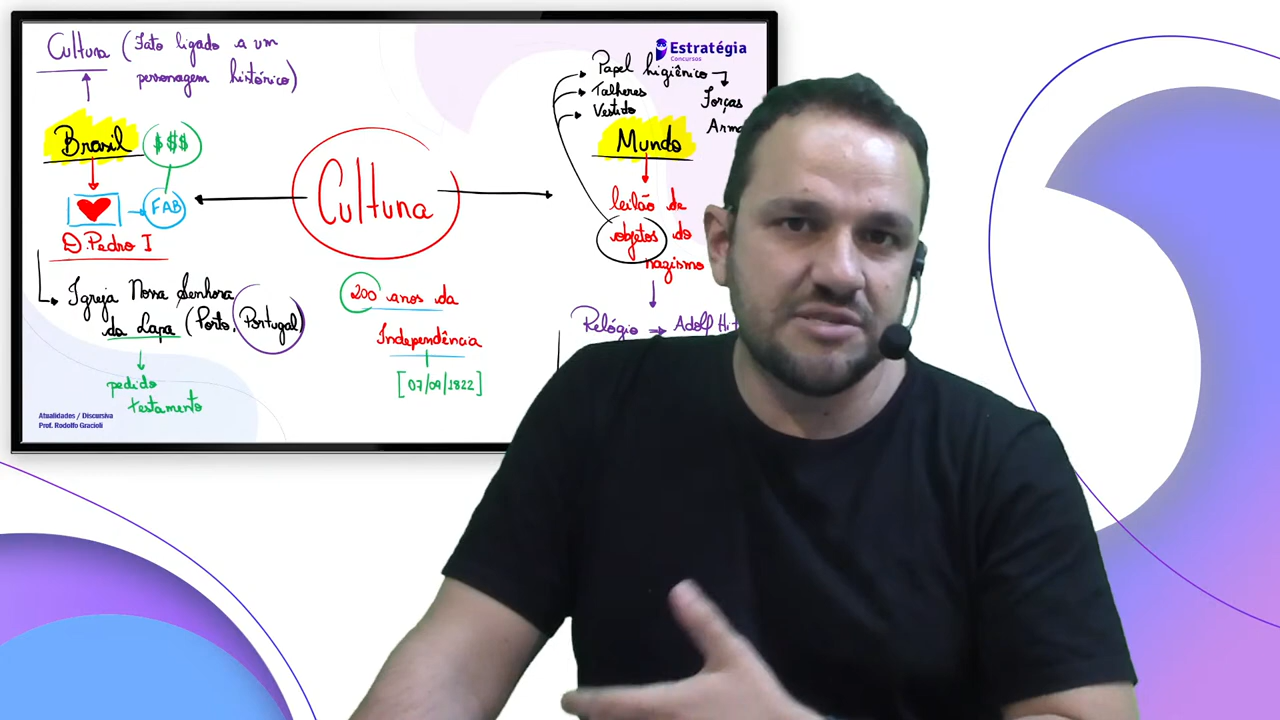 Cultura (Fato ligado a um
personagem histórico)
Brasil
$$$
FAB
D. Pedro I
Igreja Nossa Senhora
da Lapa (Porto, Portugal)
pedido
testamento
Atualidades / Discursiva
Prof. Rodolfo Gracioli
Cultura
200 anos da
Independência
[07/09/1822]
Estratégia
Concursos
Papel higiênico
Talheres
Vestido
Forças
Mundo
leilão de
objetos do
nazismo
Relógio → Adolf